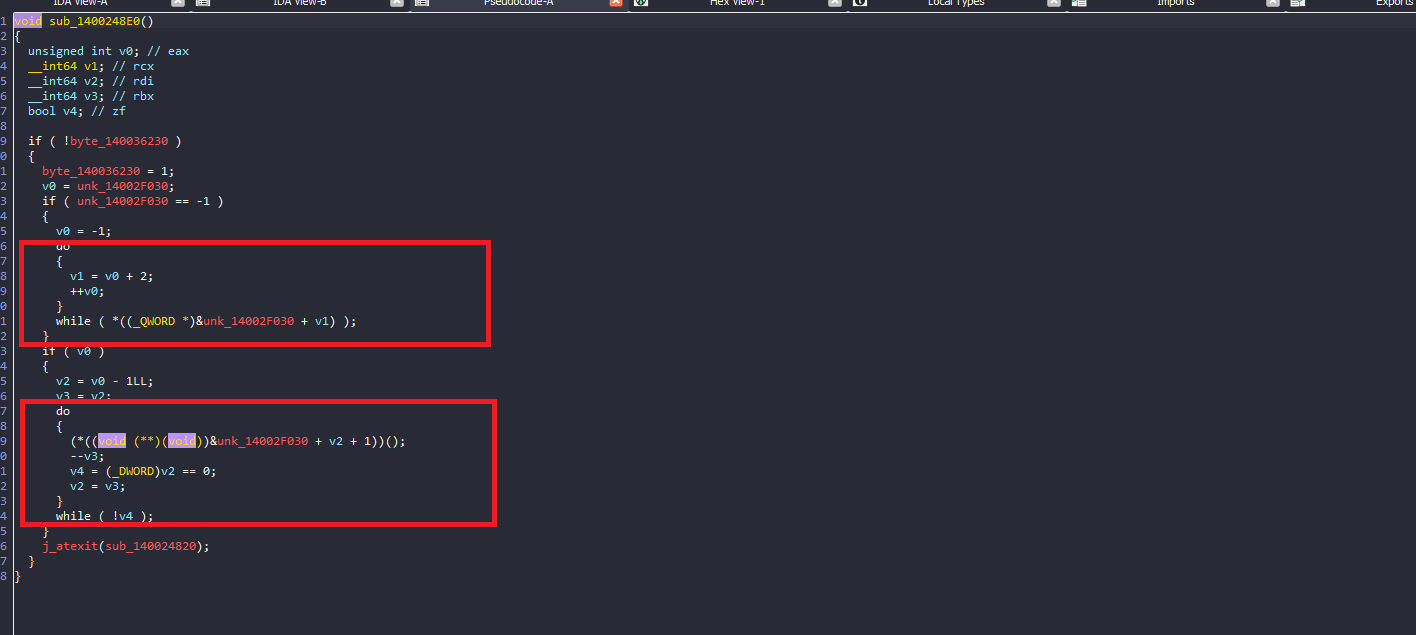 IDA View-A IDA View-B Pseudocode-A Hex View-1 Local Types Imports Exports
1 void sub_1400248E0()
2 {
3 unsigned int v0; // eax
4 __int64 v1; // rcx
5 __int64 v2; // rdi
6 __int64 v3; // rbx
7 bool v4; // zf
8
9 if ( !byte_140036230 )
0 {
1 byte_140036230 = 1;
2 v0 = unk_14002F030;
3 if ( unk_14002F030 == -1 )
4 {
5 v0 = -1;
6 do
7 {
8 v1 = v0 + 2;
9 ++v0;
0 }
1 while ( *((_QWORD *)&unk_14002F030 + v1) );
2 }
3 if ( v0 )
4 {
5 v2 = v0 - 1LL;
6 v3 = v2;
7 do
8 {
9 (*((void (**)(void))&unk_14002F030 + v2 + 1))();
0 --v3;
1 v4 = (_DWORD)v2 == 0;
2 v2 = v3;
3 }
4 while ( !v4 );
5 }
6 j_atexit(sub_140024820);
7 }
8 }